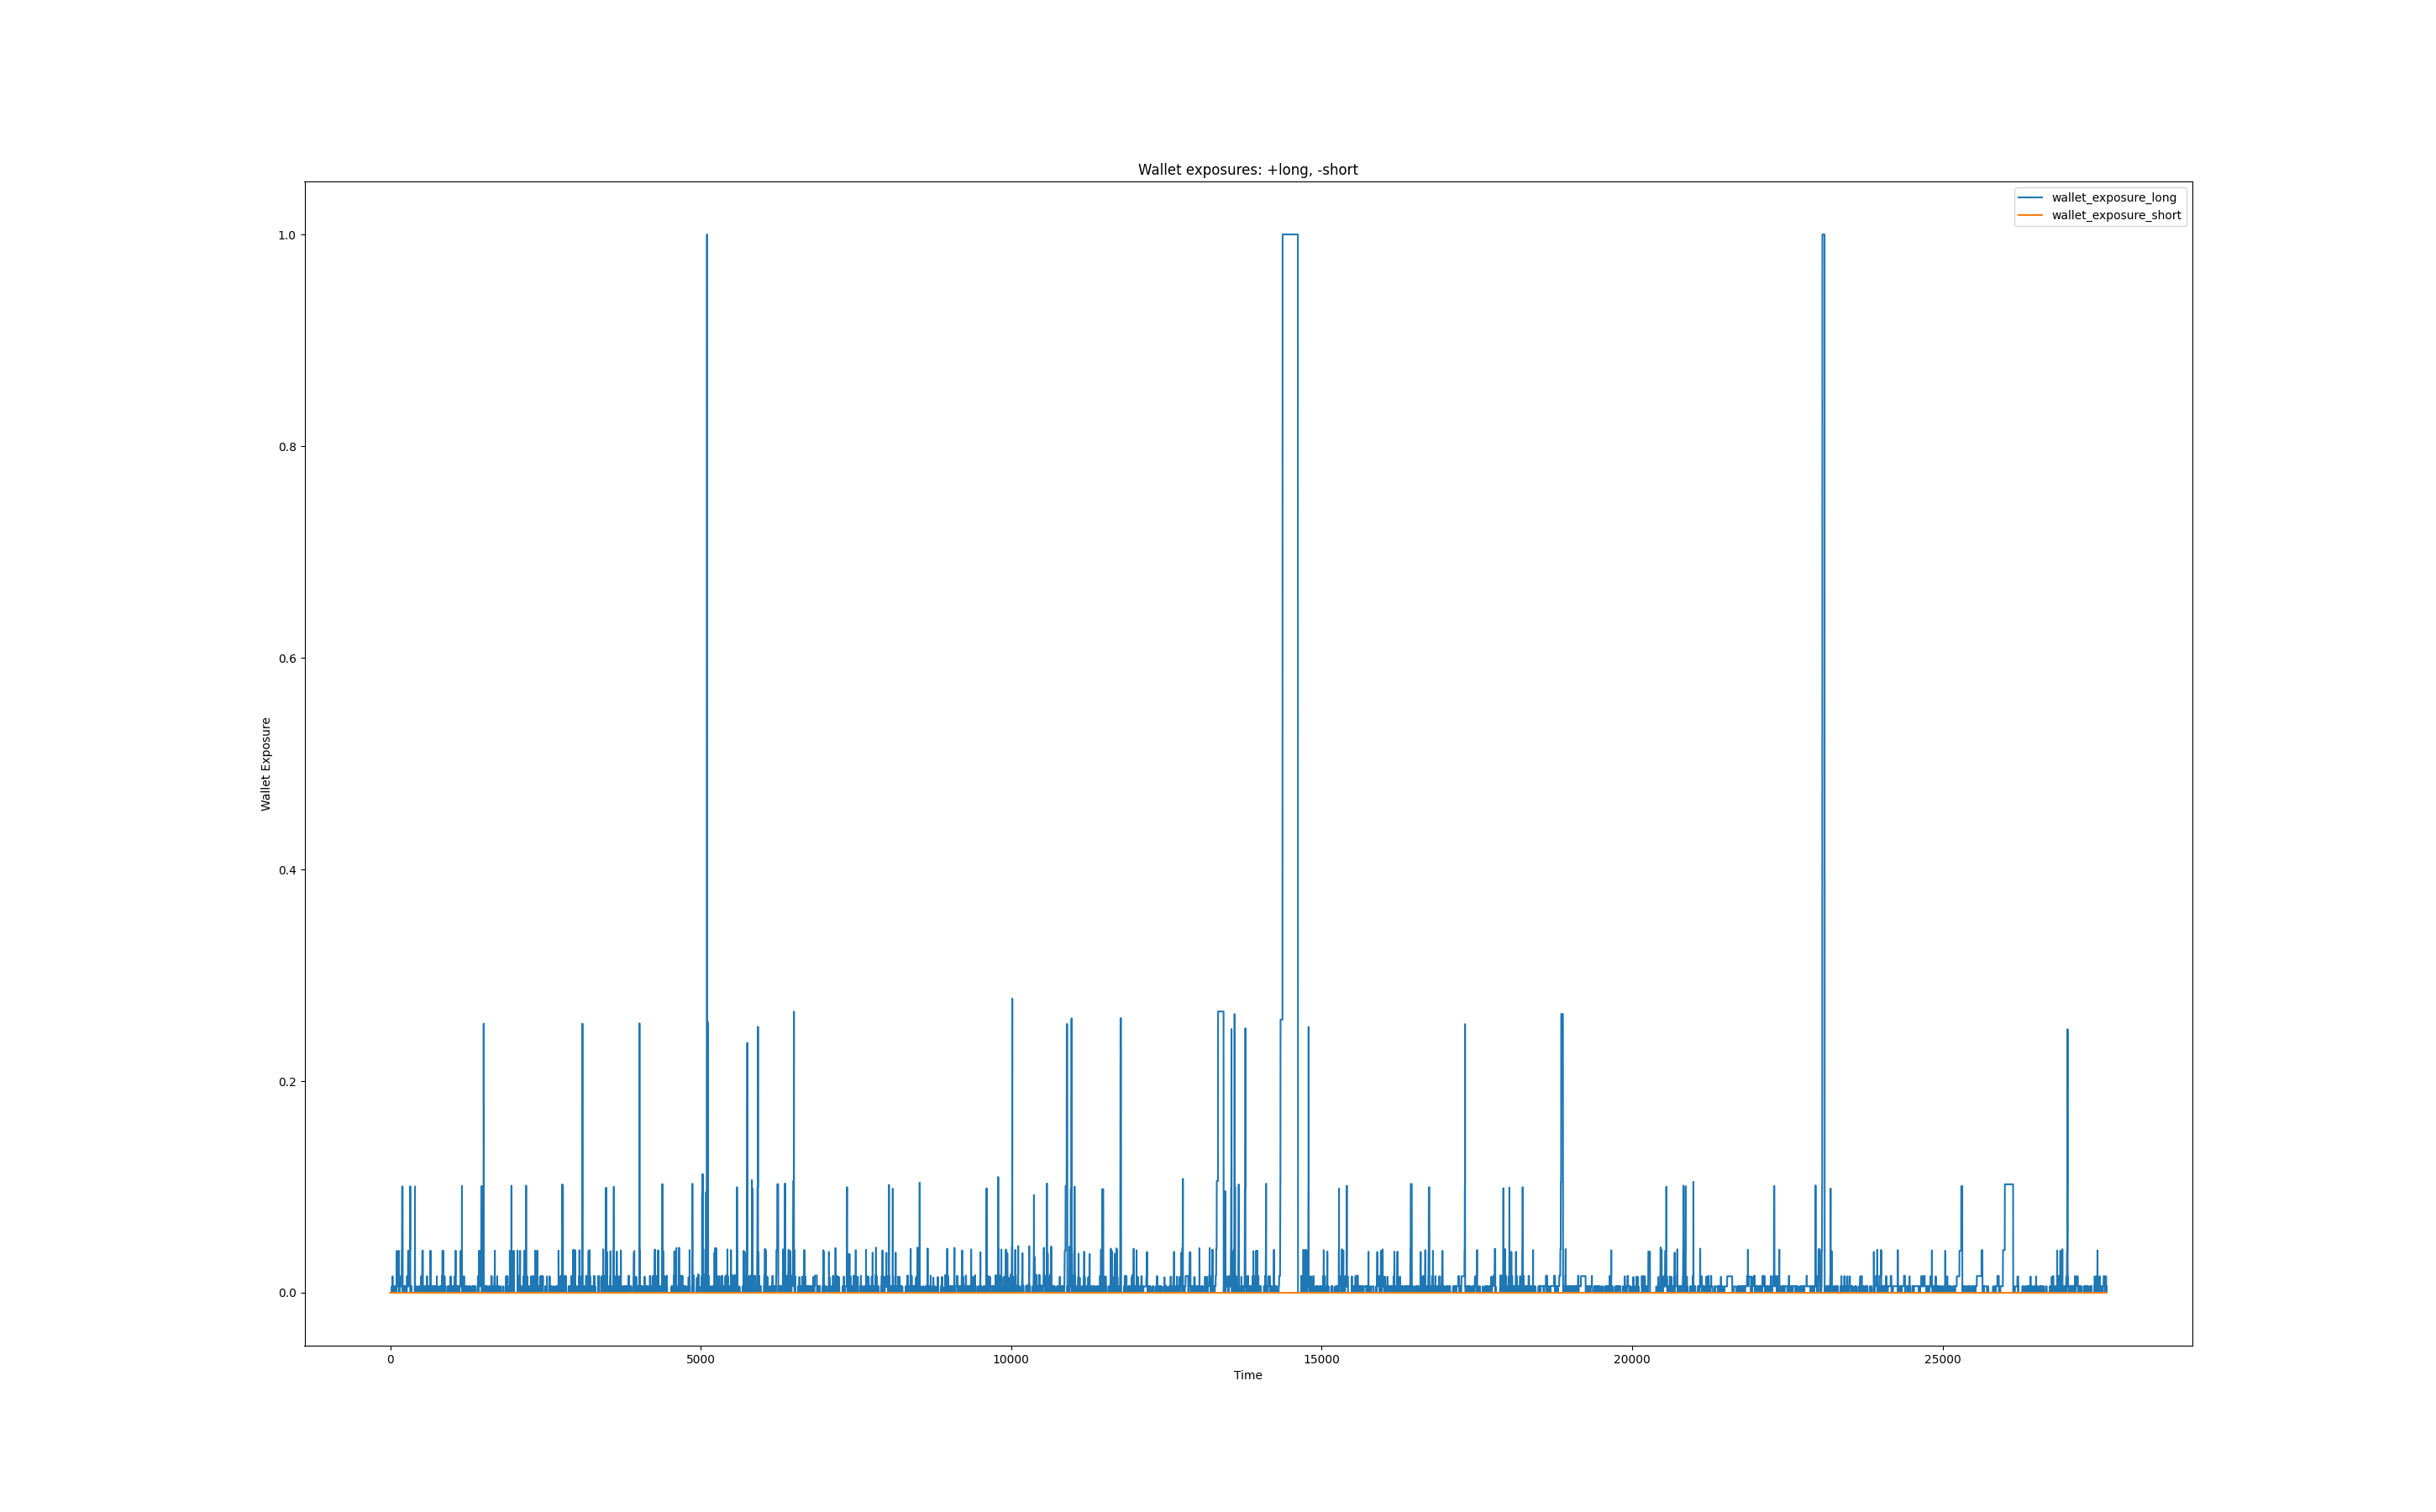 Wallet exposures: +long, -short
wallet_exposure_long
wallet_exposure_short
1.0
0.8
0.6
0.4
0.2
0.0
Wallet Exposure
0 5000 10000 15000 20000 25000
Time